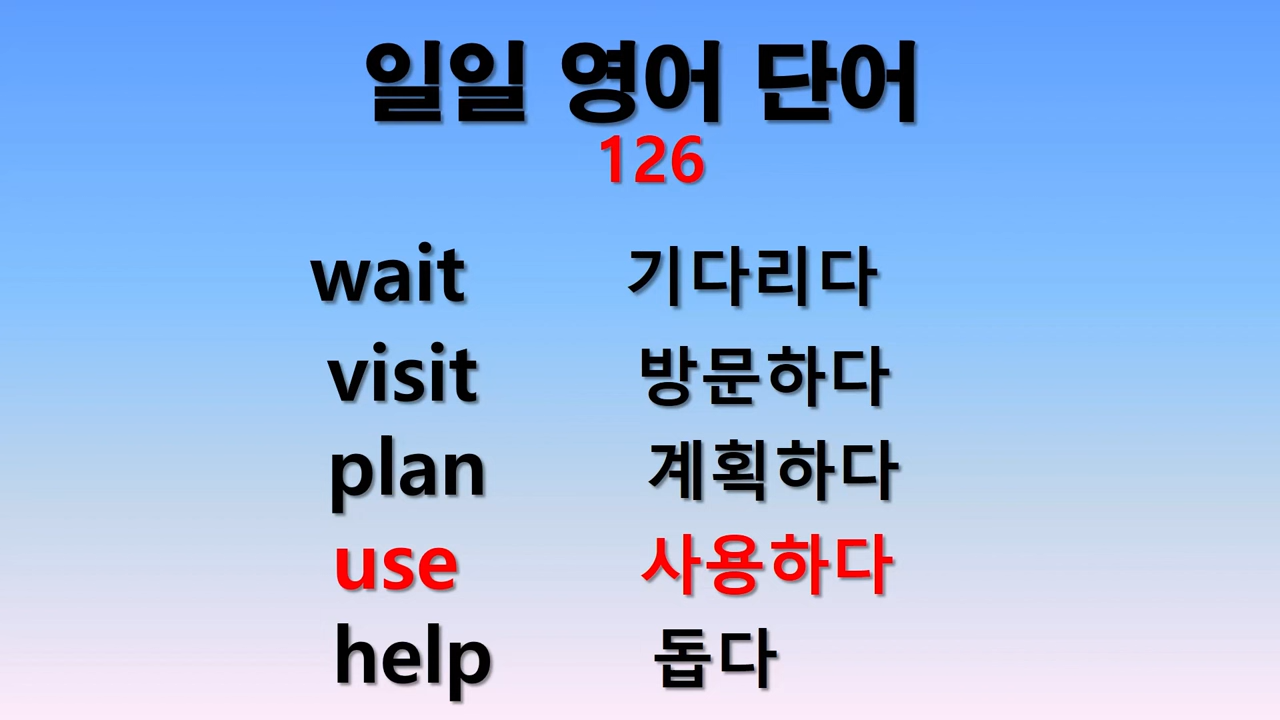 일일 영어 단어
126
wait 기다리다
visit 방문하다
plan 계획하다
use 사용하다
help 돕다